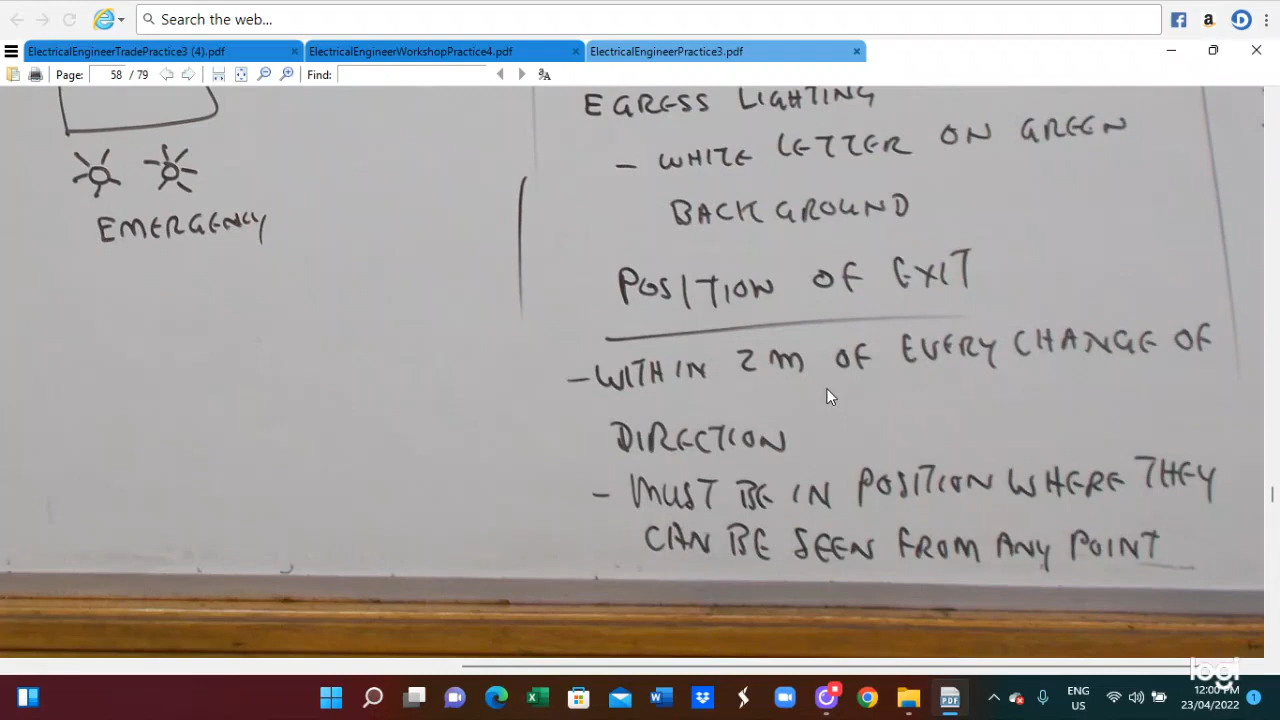 Search the web...
ElectricalEngineerTradePractice3 (4).pdf
ElectricalEngineerWorkshopPractice4.pdf
ElectricalEngineerPractice3.pdf
Page: 58 / 79
Find:
EGRESS LIGHTING
- WHITE LETTER ON GREEN
BACKGROUND
EMERGENCY
POSITION OF EXIT
- WITHIN 2 m OF EVERY CHANGE OF
DIRECTION
- MUST BE IN POSITION WHERE THEY
CAN BE SEEN FROM ANY POINT
logi
ENG
US
12:00 PM
23/04/2022